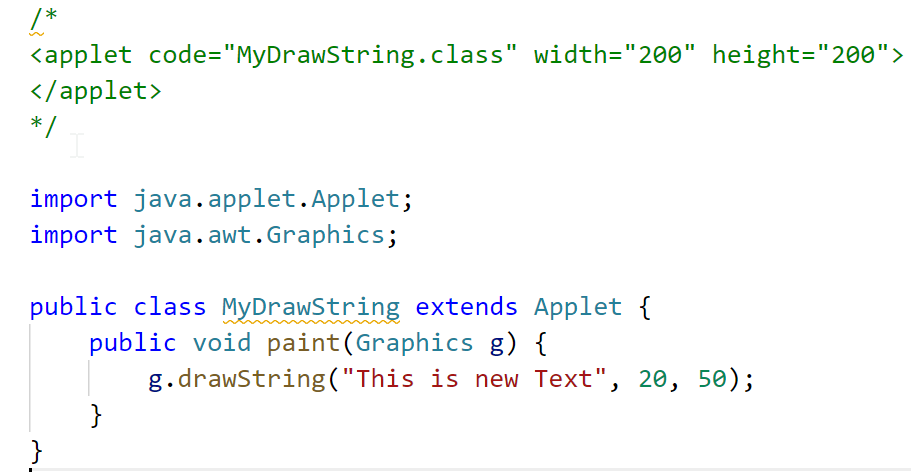 /*
<applet code="MyDrawString.class" width="200" height="200">
</applet>
*/
import java.applet.Applet;
import java.awt.Graphics;
public class MyDrawString extends Applet {
    public void paint(Graphics g) {
        g.drawString("This is new Text", 20, 50);
    }
}